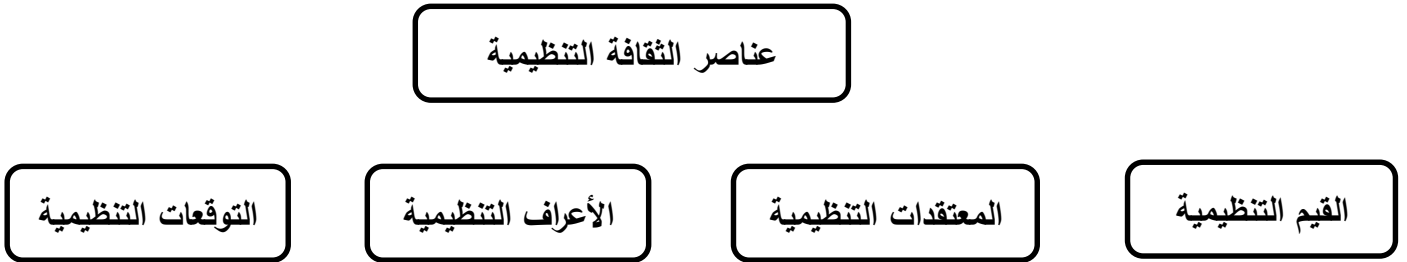 عناصر الثقافة التنظيمية
القيم التنظيمية
المعتقدات التنظيمية
الأعراف التنظيمية
التوقعات التنظيمية